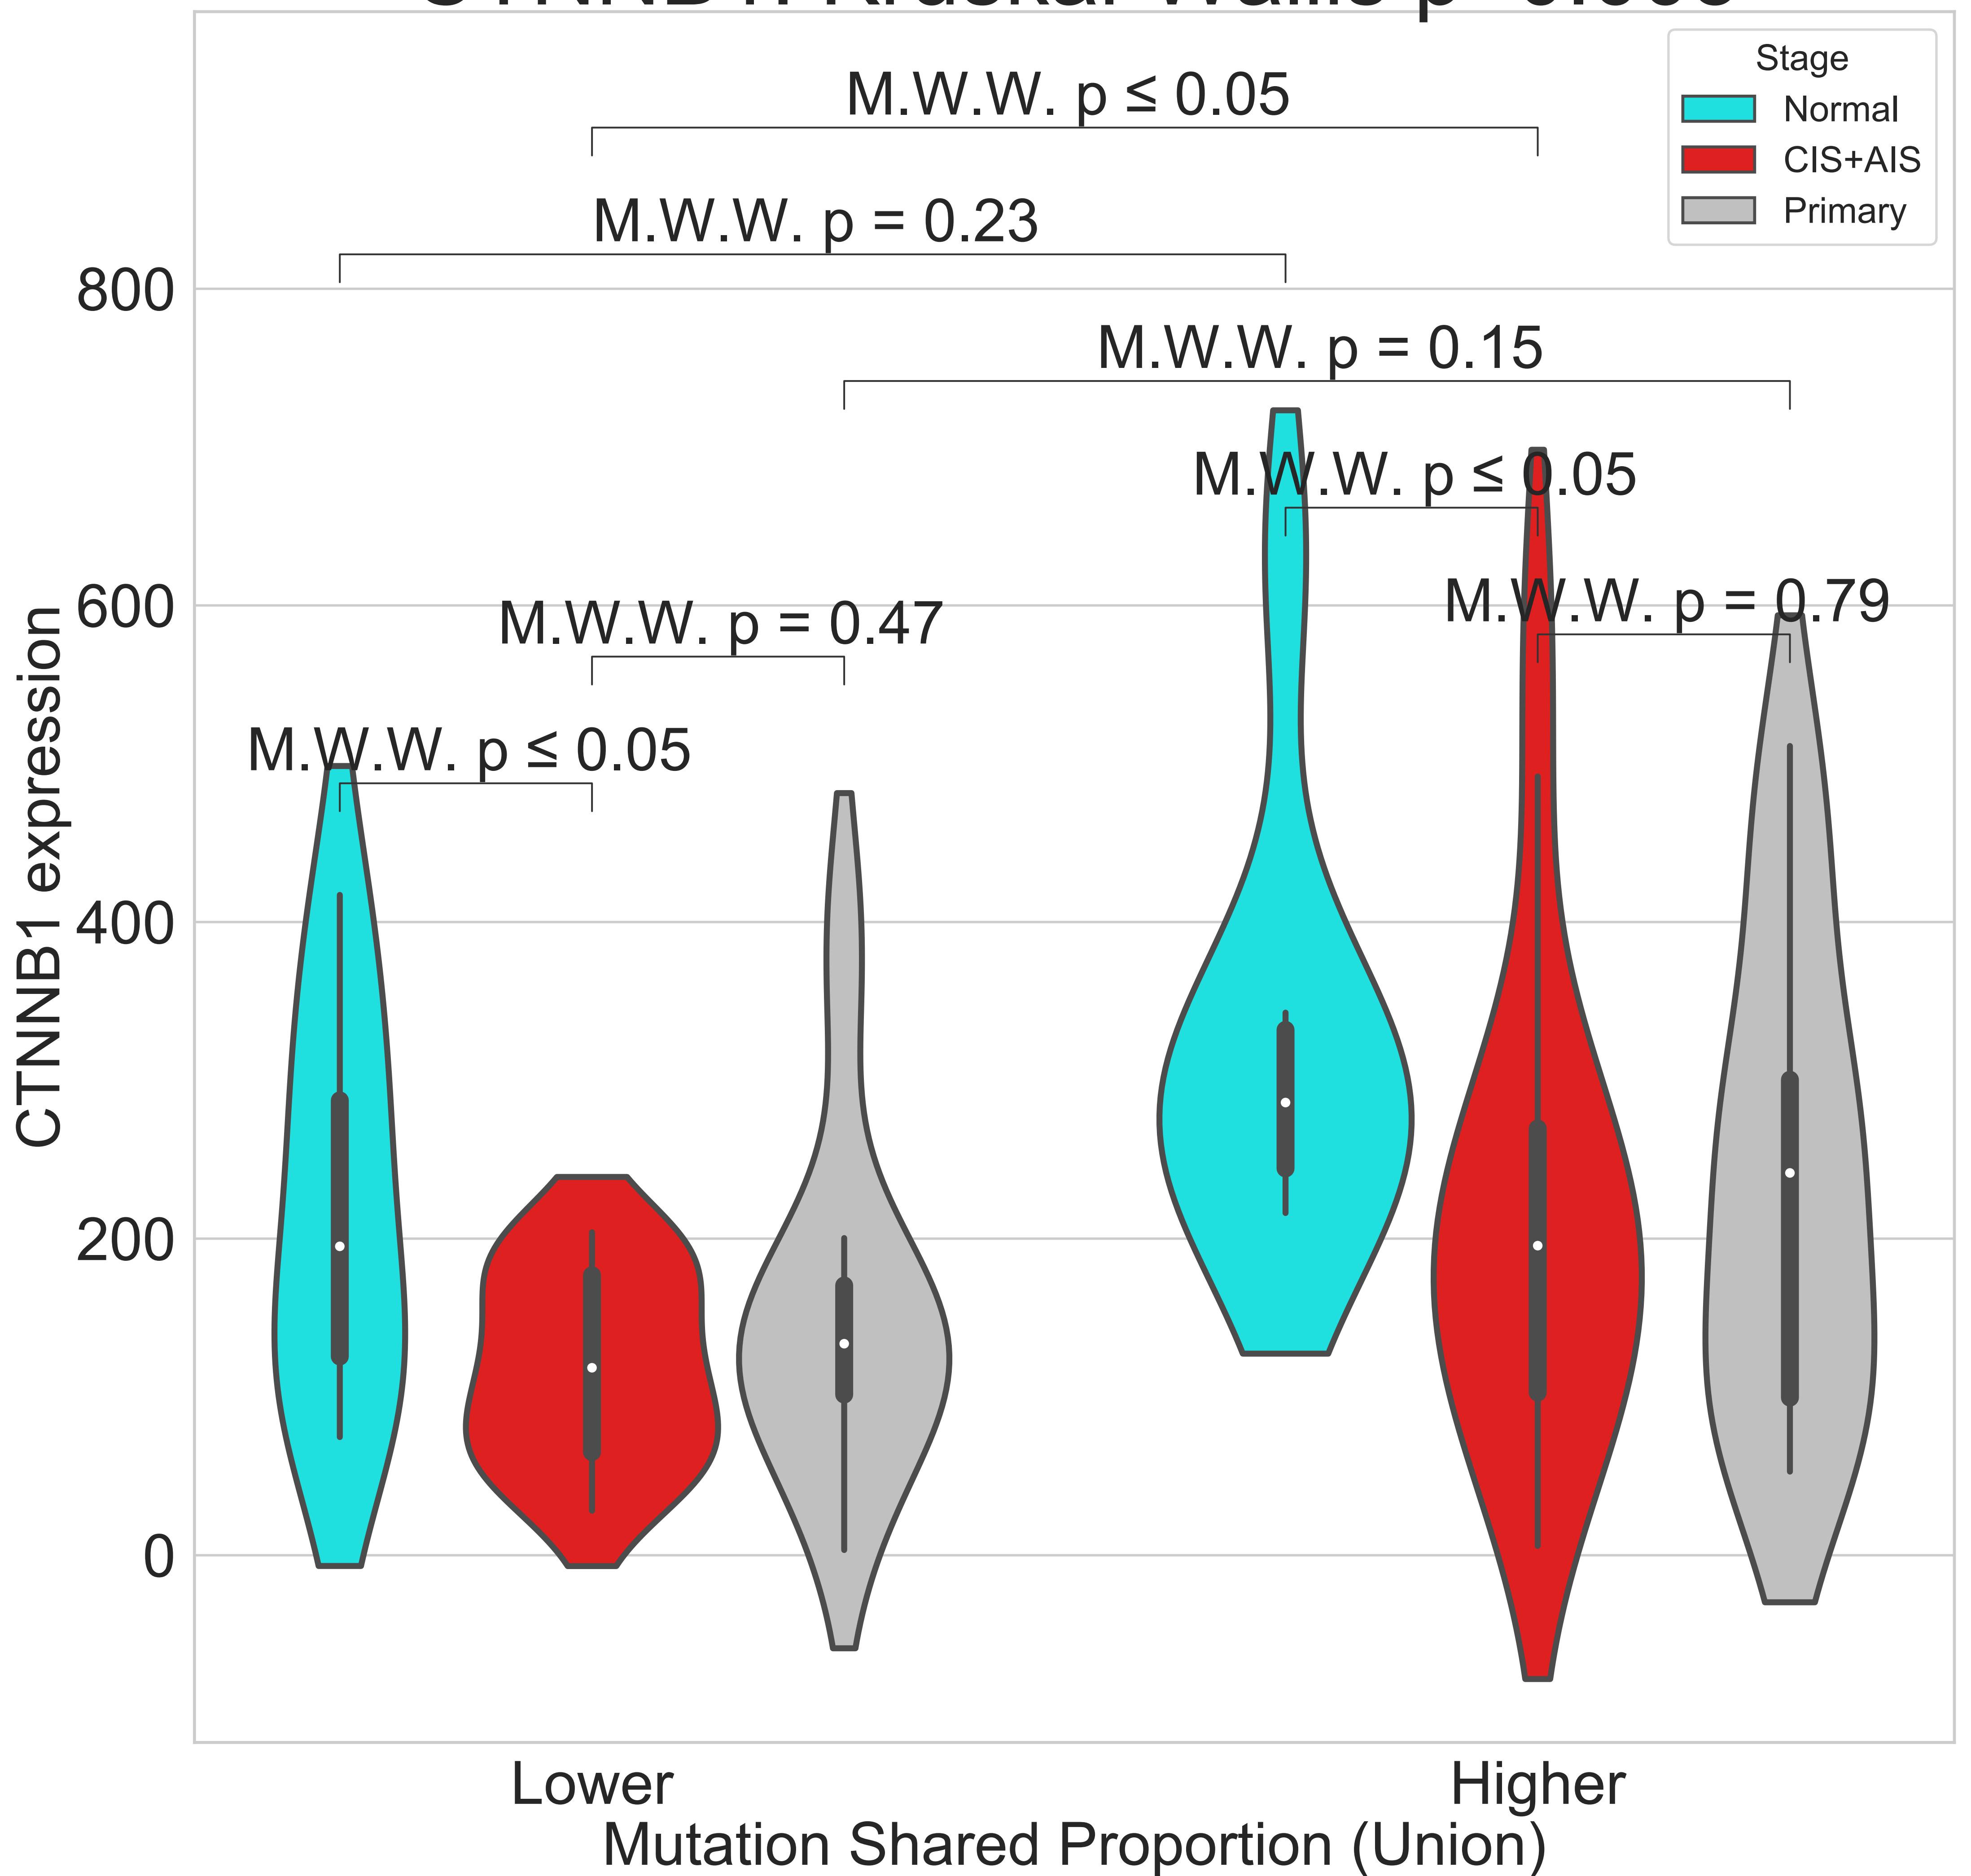 Stage
Normal
CIS+AIS
Primary
M.W.W. p ≤ 0.05
M.W.W. p = 0.23
M.W.W. p = 0.15
M.W.W. p ≤ 0.05
M.W.W. p = 0.79
M.W.W. p = 0.47
M.W.W. p ≤ 0.05
800
600
400
200
0
CTNNB1 expression
Lower
Higher
Mutation Shared Proportion (Union)